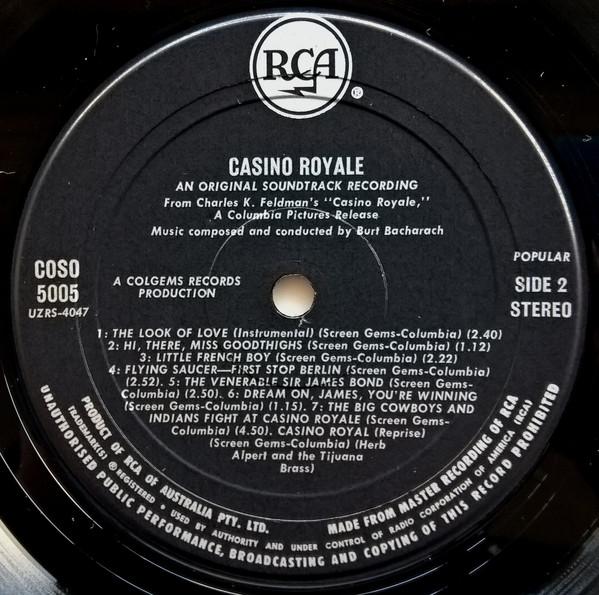 RCA
®
CASINO ROYALE
AN ORIGINAL SOUNDTRACK RECORDING
From Charles K. Feldman's "Casino Royale,"
A Columbia Pictures Release
Music composed and conducted by Burt Bacharach
POPULAR
COSO
5005
UZRS-4047
A COLGEMS RECORDS
PRODUCTION
SIDE 2
STEREO
1: THE LOOK OF LOVE (Instrumental) (Screen Gems-Columbia) (2.40)
2: HI, THERE, MISS GOODTHIGHS (Screen Gems-Columbia) (1.12)
3: LITTLE FRENCH BOY (Screen Gems-Columbia) (2.22)
4: FLYING SAUCER—FIRST STOP BERLIN (Screen Gems-Columbia)
(2.52). 5: THE VENERABLE SIR JAMES BOND (Screen Gems-
Columbia) (2.50). 6: DREAM ON, JAMES, YOU'RE WINNING
(Screen Gems-Columbia) (1.15). 7: THE BIG COWBOYS AND
INDIANS FIGHT AT CASINO ROYALE (Screen Gems-
Columbia) (4.50). CASINO ROYAL (Reprise)
(Screen Gems-Columbia) (Herb
Alpert and the Tijuana
Brass)
PRODUCT OF RCA OF AUSTRALIA PTY. LTD. MADE FROM MASTER RECORDING OF RCA
TRADEMARK(S) ® REGISTERED • USED BY AUTHORITY AND UNDER CONTROL OF RADIO CORPORATION OF AMERICA (RCA)
UNAUTHORISED PUBLIC PERFORMANCE, BROADCASTING AND COPYING OF THIS RECORD PROHIBITED